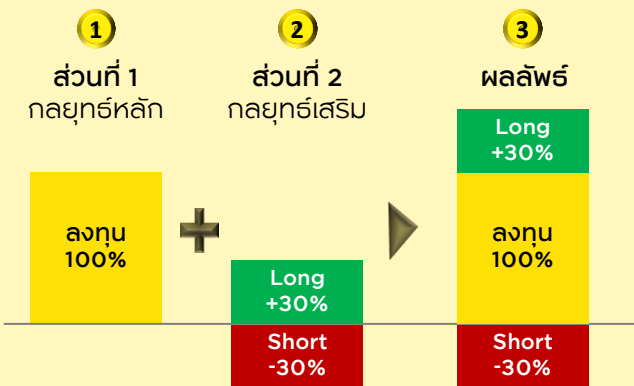 1
ส่วนที่ 1
กลยุทธ์หลัก
ลงทุน
100%
2
ส่วนที่ 2
กลยุทธ์เสริม
Long
+30%
Short
-30%
3
ผลลัพธ์
Long
+30%
ลงทุน
100%
Short
-30%